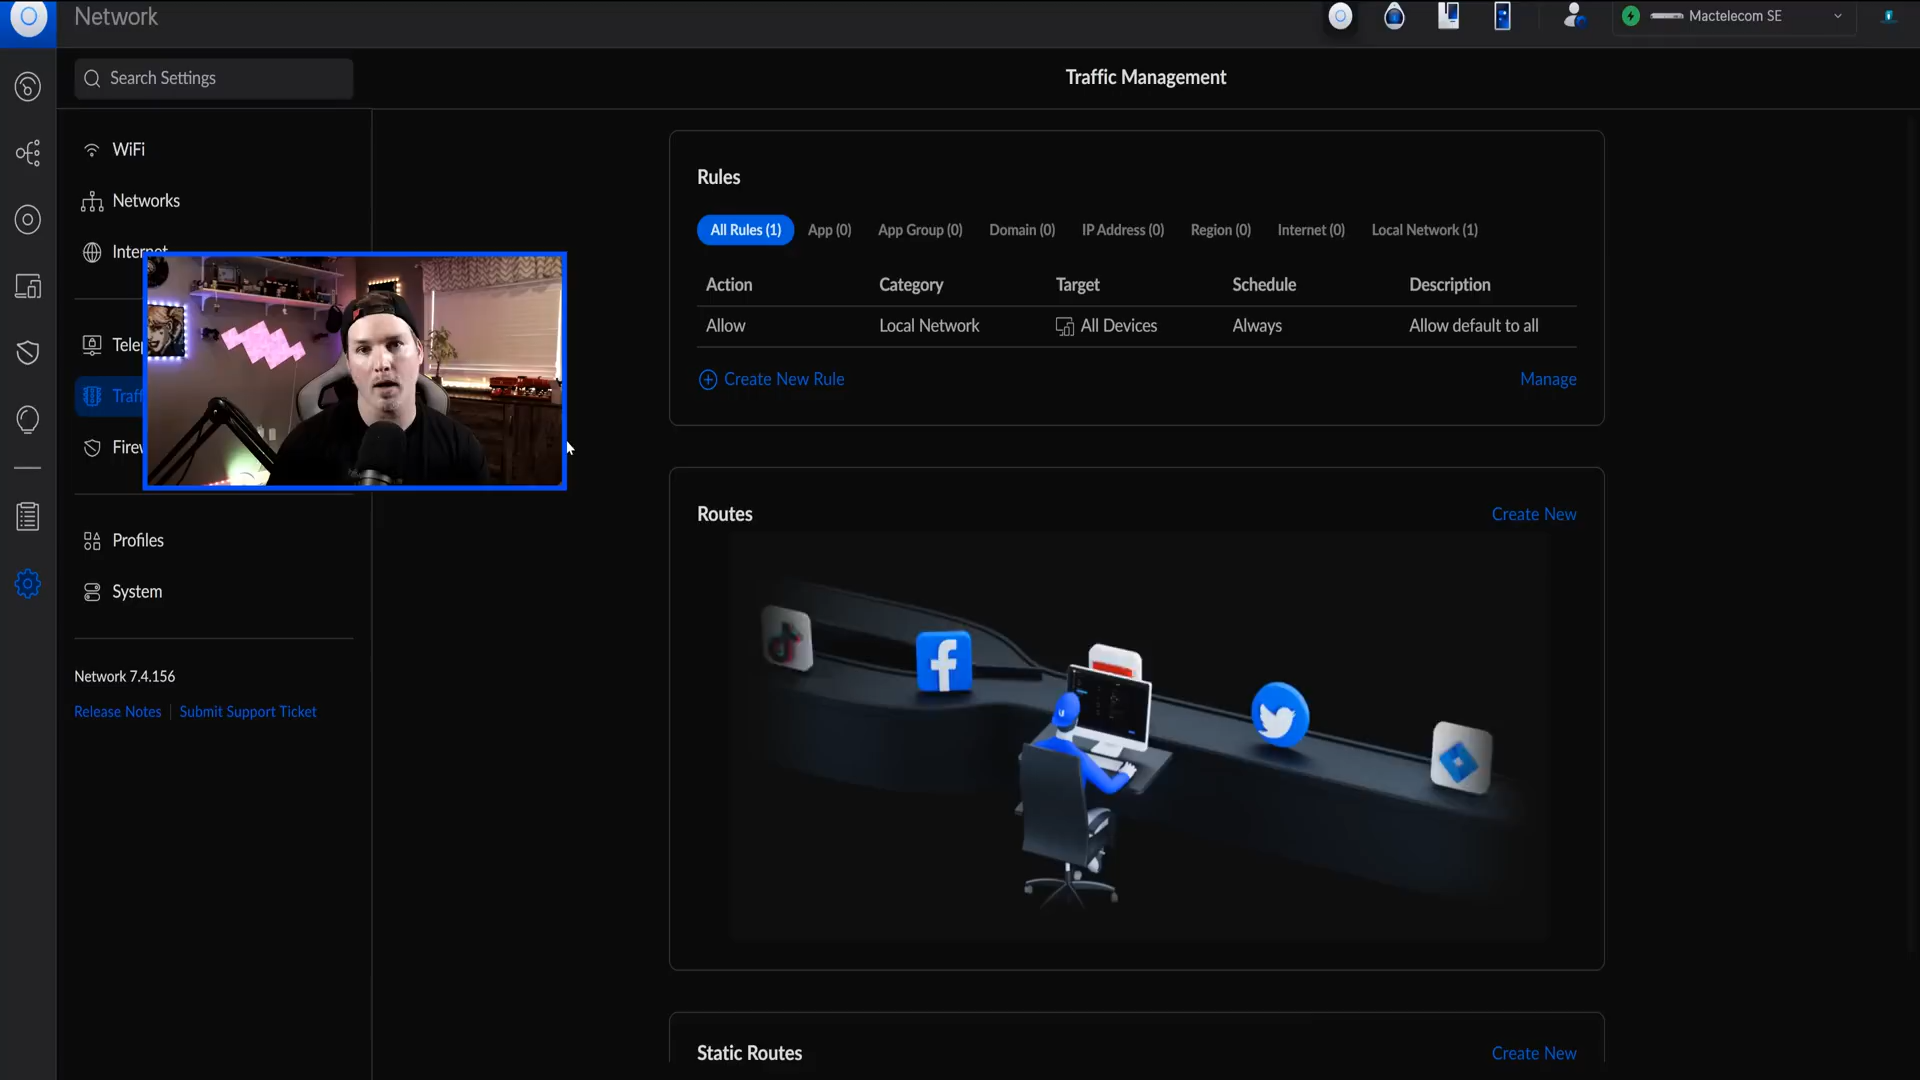 Network
Mactelecom SE
Search Settings
Traffic Management
WiFi
Networks
Internet
Profiles
System
Network 7.4.156
Release Notes | Submit Support Ticket
Rules
All Rules (1) App (0) App Group (0) Domain (0) IP Address (0) Region (0) Internet (0) Local Network (1)
Action Category Target Schedule Description
Allow Local Network All Devices Always Allow default to all
Create New Rule Manage
Routes Create New
Static Routes Create New